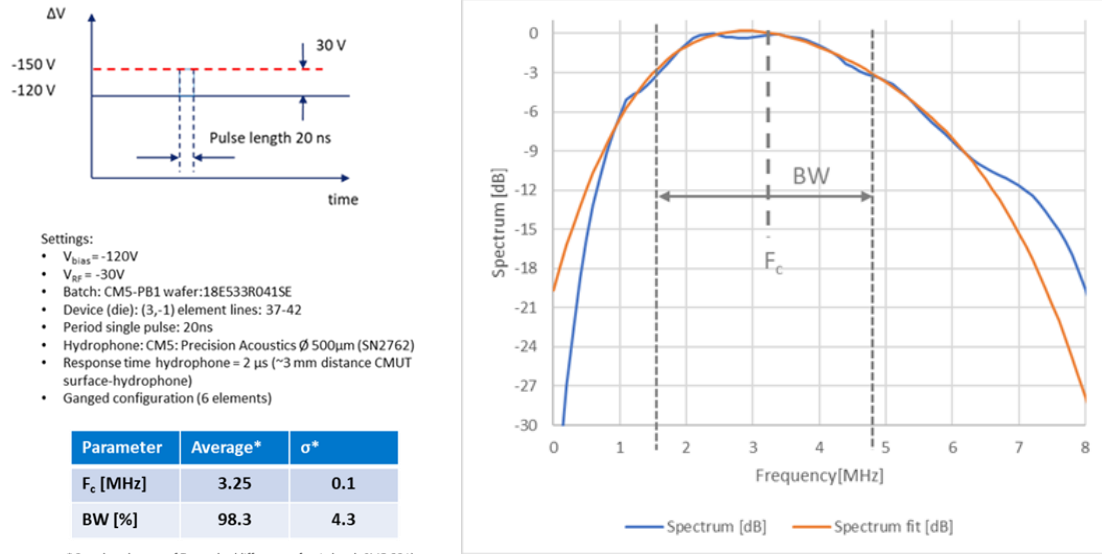 ΔV
30 V
-150 V
-120 V
Pulse length 20 ns
time
Settings:
• Vbias= -120V
• VRF = -30V
• Batch: CM5-PB1 wafer:18E533R041SE
• Device (die): (3,-1) element lines: 37-42
• Period single pulse: 20ns
• Hydrophone: CM5: Precision Acoustics Ø 500µm (SN2762)
• Response time hydrophone = 2 µs (~3 mm distance CMUT
surface-hydrophone)
• Ganged configuration (6 elements)
Parameter Average* σ*
Fc [MHz] 3.25 0.1
BW [%] 98.3 4.3
0
-3
-6
-9
-12
-15
-18
-21
-24
-27
-30
Spectrum [dB]
BW
Fc
0 1 2 3 4 5 6 7 8
Frequency[MHz]
Spectrum [dB] Spectrum fit [dB]